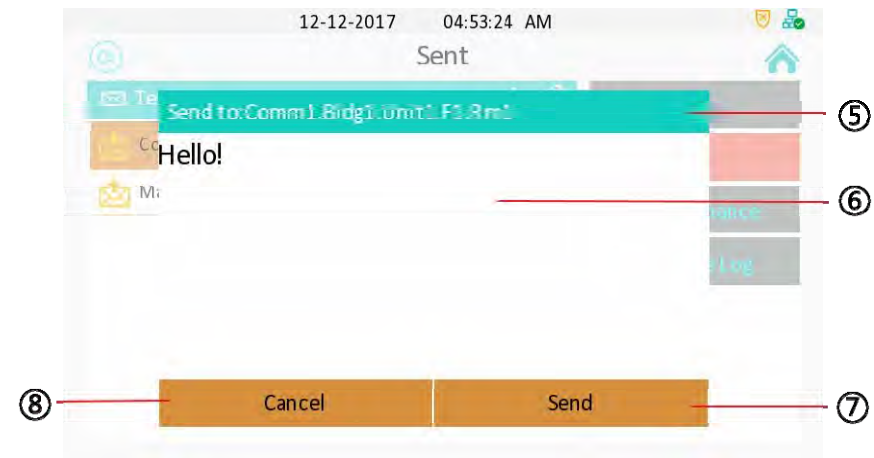 12-12-2017 04:53:24 AM
Sent
Send to:Comm1.Bldg1.Unit1.F1.Rm1
⑤
Hello!
⑥
Cancel
Send
⑧
⑦